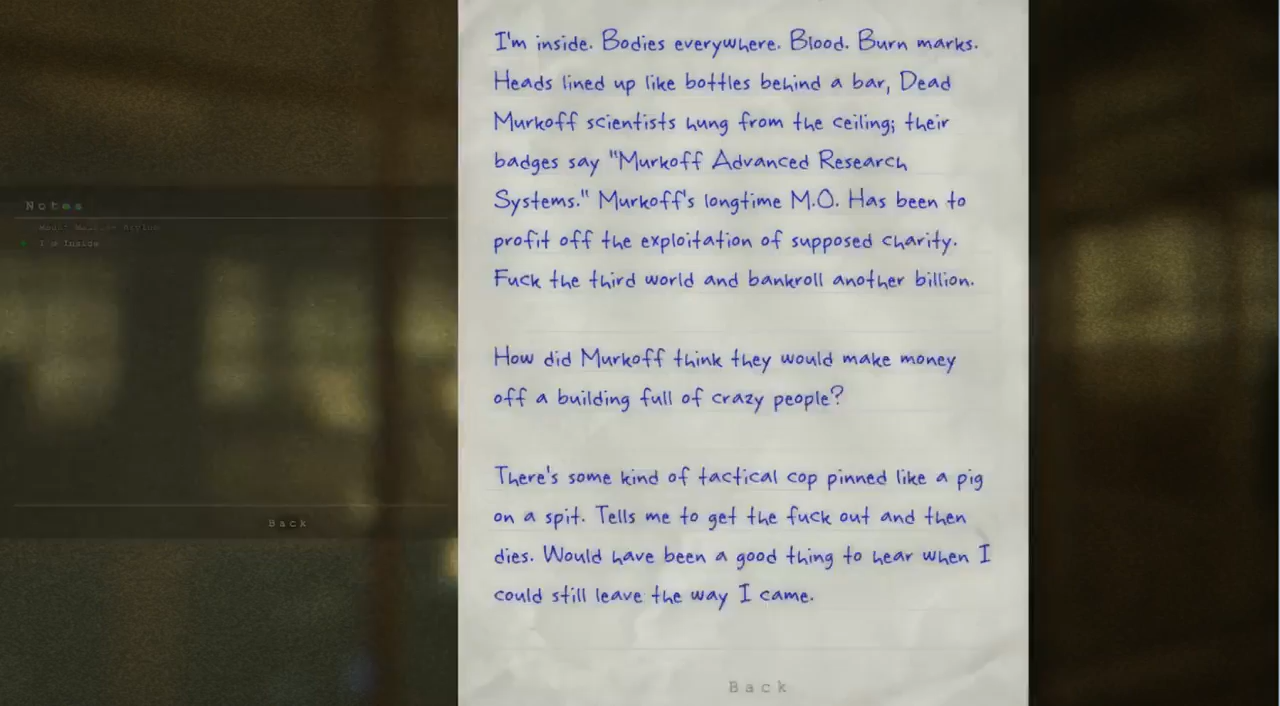 Notes
Mount Massive Asylum
I'm Inside
Back
I'm inside. Bodies everywhere. Blood. Burn marks.
Heads lined up like bottles behind a bar, Dead
Murkoff scientists hung from the ceiling; their
badges say "Murkoff Advanced Research
Systems." Murkoff's longtime M.O. Has been to
profit off the exploitation of supposed charity.
Fuck the third world and bankroll another billion.
How did Murkoff think they would make money
off a building full of crazy people?
There's some kind of tactical cop pinned like a pig
on a spit. Tells me to get the fuck out and then
dies. Would have been a good thing to hear when I
could still leave the way I came.
Back